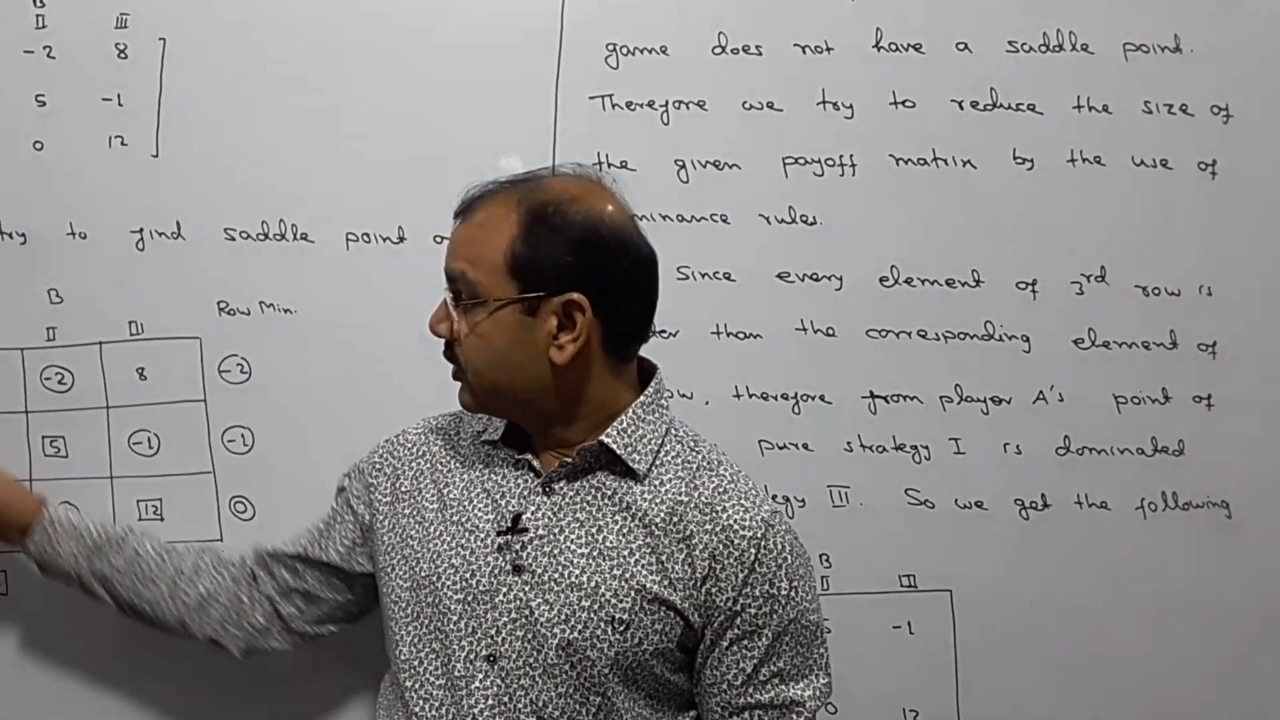 B
II III
-2 8
5 -1
0 12
try to find saddle point
B
II III Row Min.
-2 8 -2
5 -1 -1
12 0
game does not have a saddle point.
Therefore we try to reduce the size of
the given payoff matrix by the use of
minance rules.
Since every element of 3rd row is
than the corresponding element of
therefore from player A's point of
pure strategy I is dominated
III. So we get the following
B
II III
-1
0 12